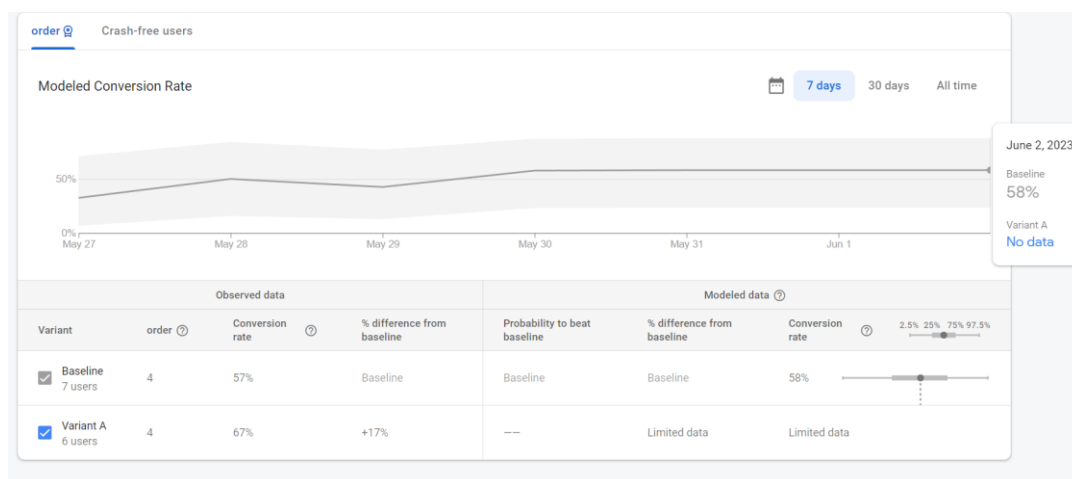 order Crash-free users
Modeled Conversion Rate 7 days 30 days All time
June 2, 2023
Baseline
58%
Variant A
No data
50%
0%
May 27 May 28 May 29 May 30 May 31 Jun 1
Observed data Modeled data
Variant order Conversion rate % difference from baseline Probability to beat baseline % difference from baseline Conversion rate 2.5% 25% 75% 97.5%
Baseline
7 users
4 57% Baseline Baseline Baseline 58%
Variant A
6 users
4 67% +17% –– Limited data Limited data